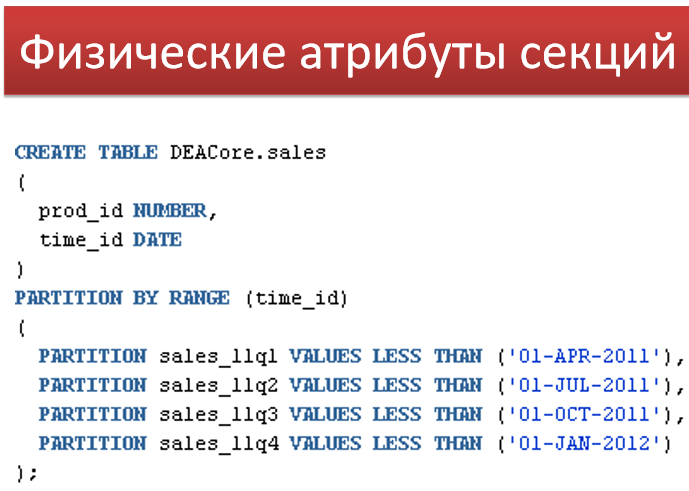 Физические атрибуты секций
CREATE TABLE DEACore.sales
(
prod_id NUMBER,
time_id DATE
)
PARTITION BY RANGE (time_id)
(
PARTITION sales_11q1 VALUES LESS THAN ('01-APR-2011'),
PARTITION sales_11q2 VALUES LESS THAN ('01-JUL-2011'),
PARTITION sales_11q3 VALUES LESS THAN ('01-OCT-2011'),
PARTITION sales_11q4 VALUES LESS THAN ('01-JAN-2012')
);